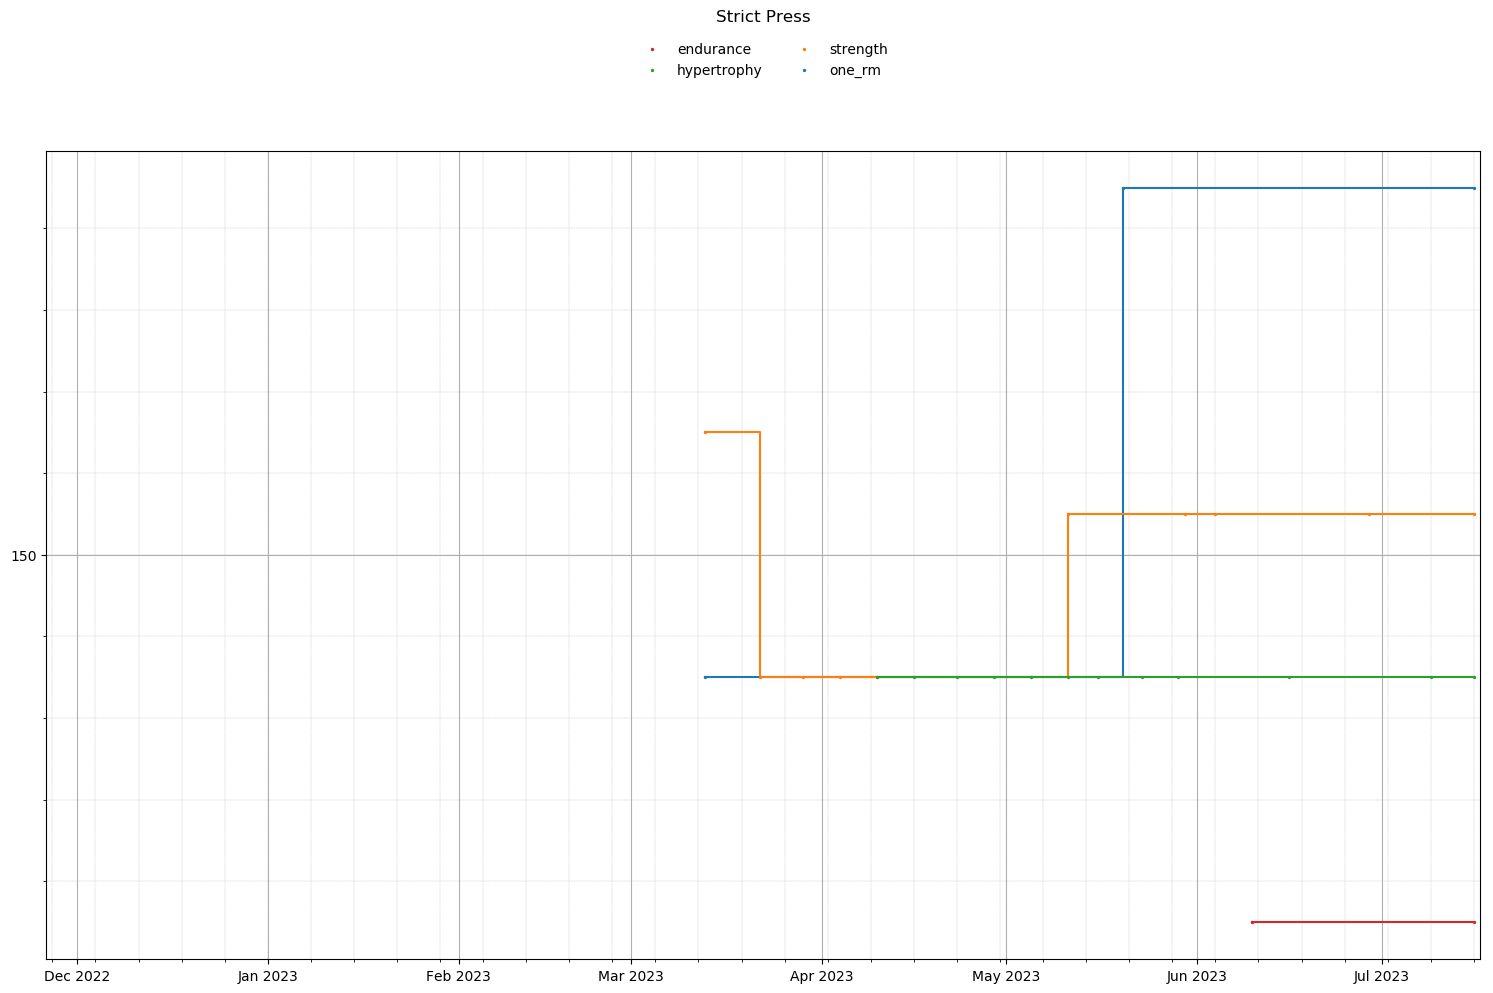 Strict Press
endurance strength
hypertrophy one_rm
150
Dec 2022 Jan 2023 Feb 2023 Mar 2023 Apr 2023 May 2023 Jun 2023 Jul 2023